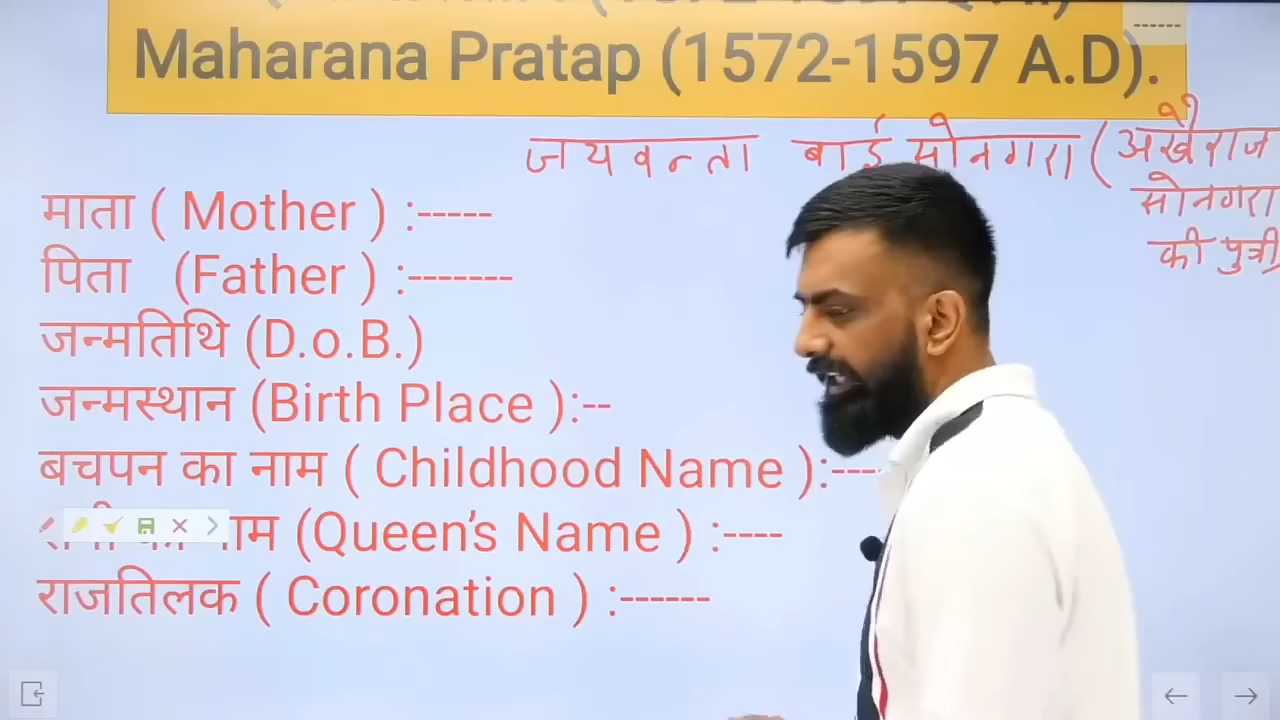 Maharana Pratap (1572-1597 A.D).
------
जयवन्ता बाई सोनगरा (अखैराज
सोनगरा
की पुत्री)
माता ( Mother ) :-----
पिता (Father ) :-------
जन्मतिथि (D.o.B.)
जन्मस्थान (Birth Place ):--
बचपन का नाम ( Childhood Name ):----
(Queen's Name ) :----
राजतिलक ( Coronation ) :------